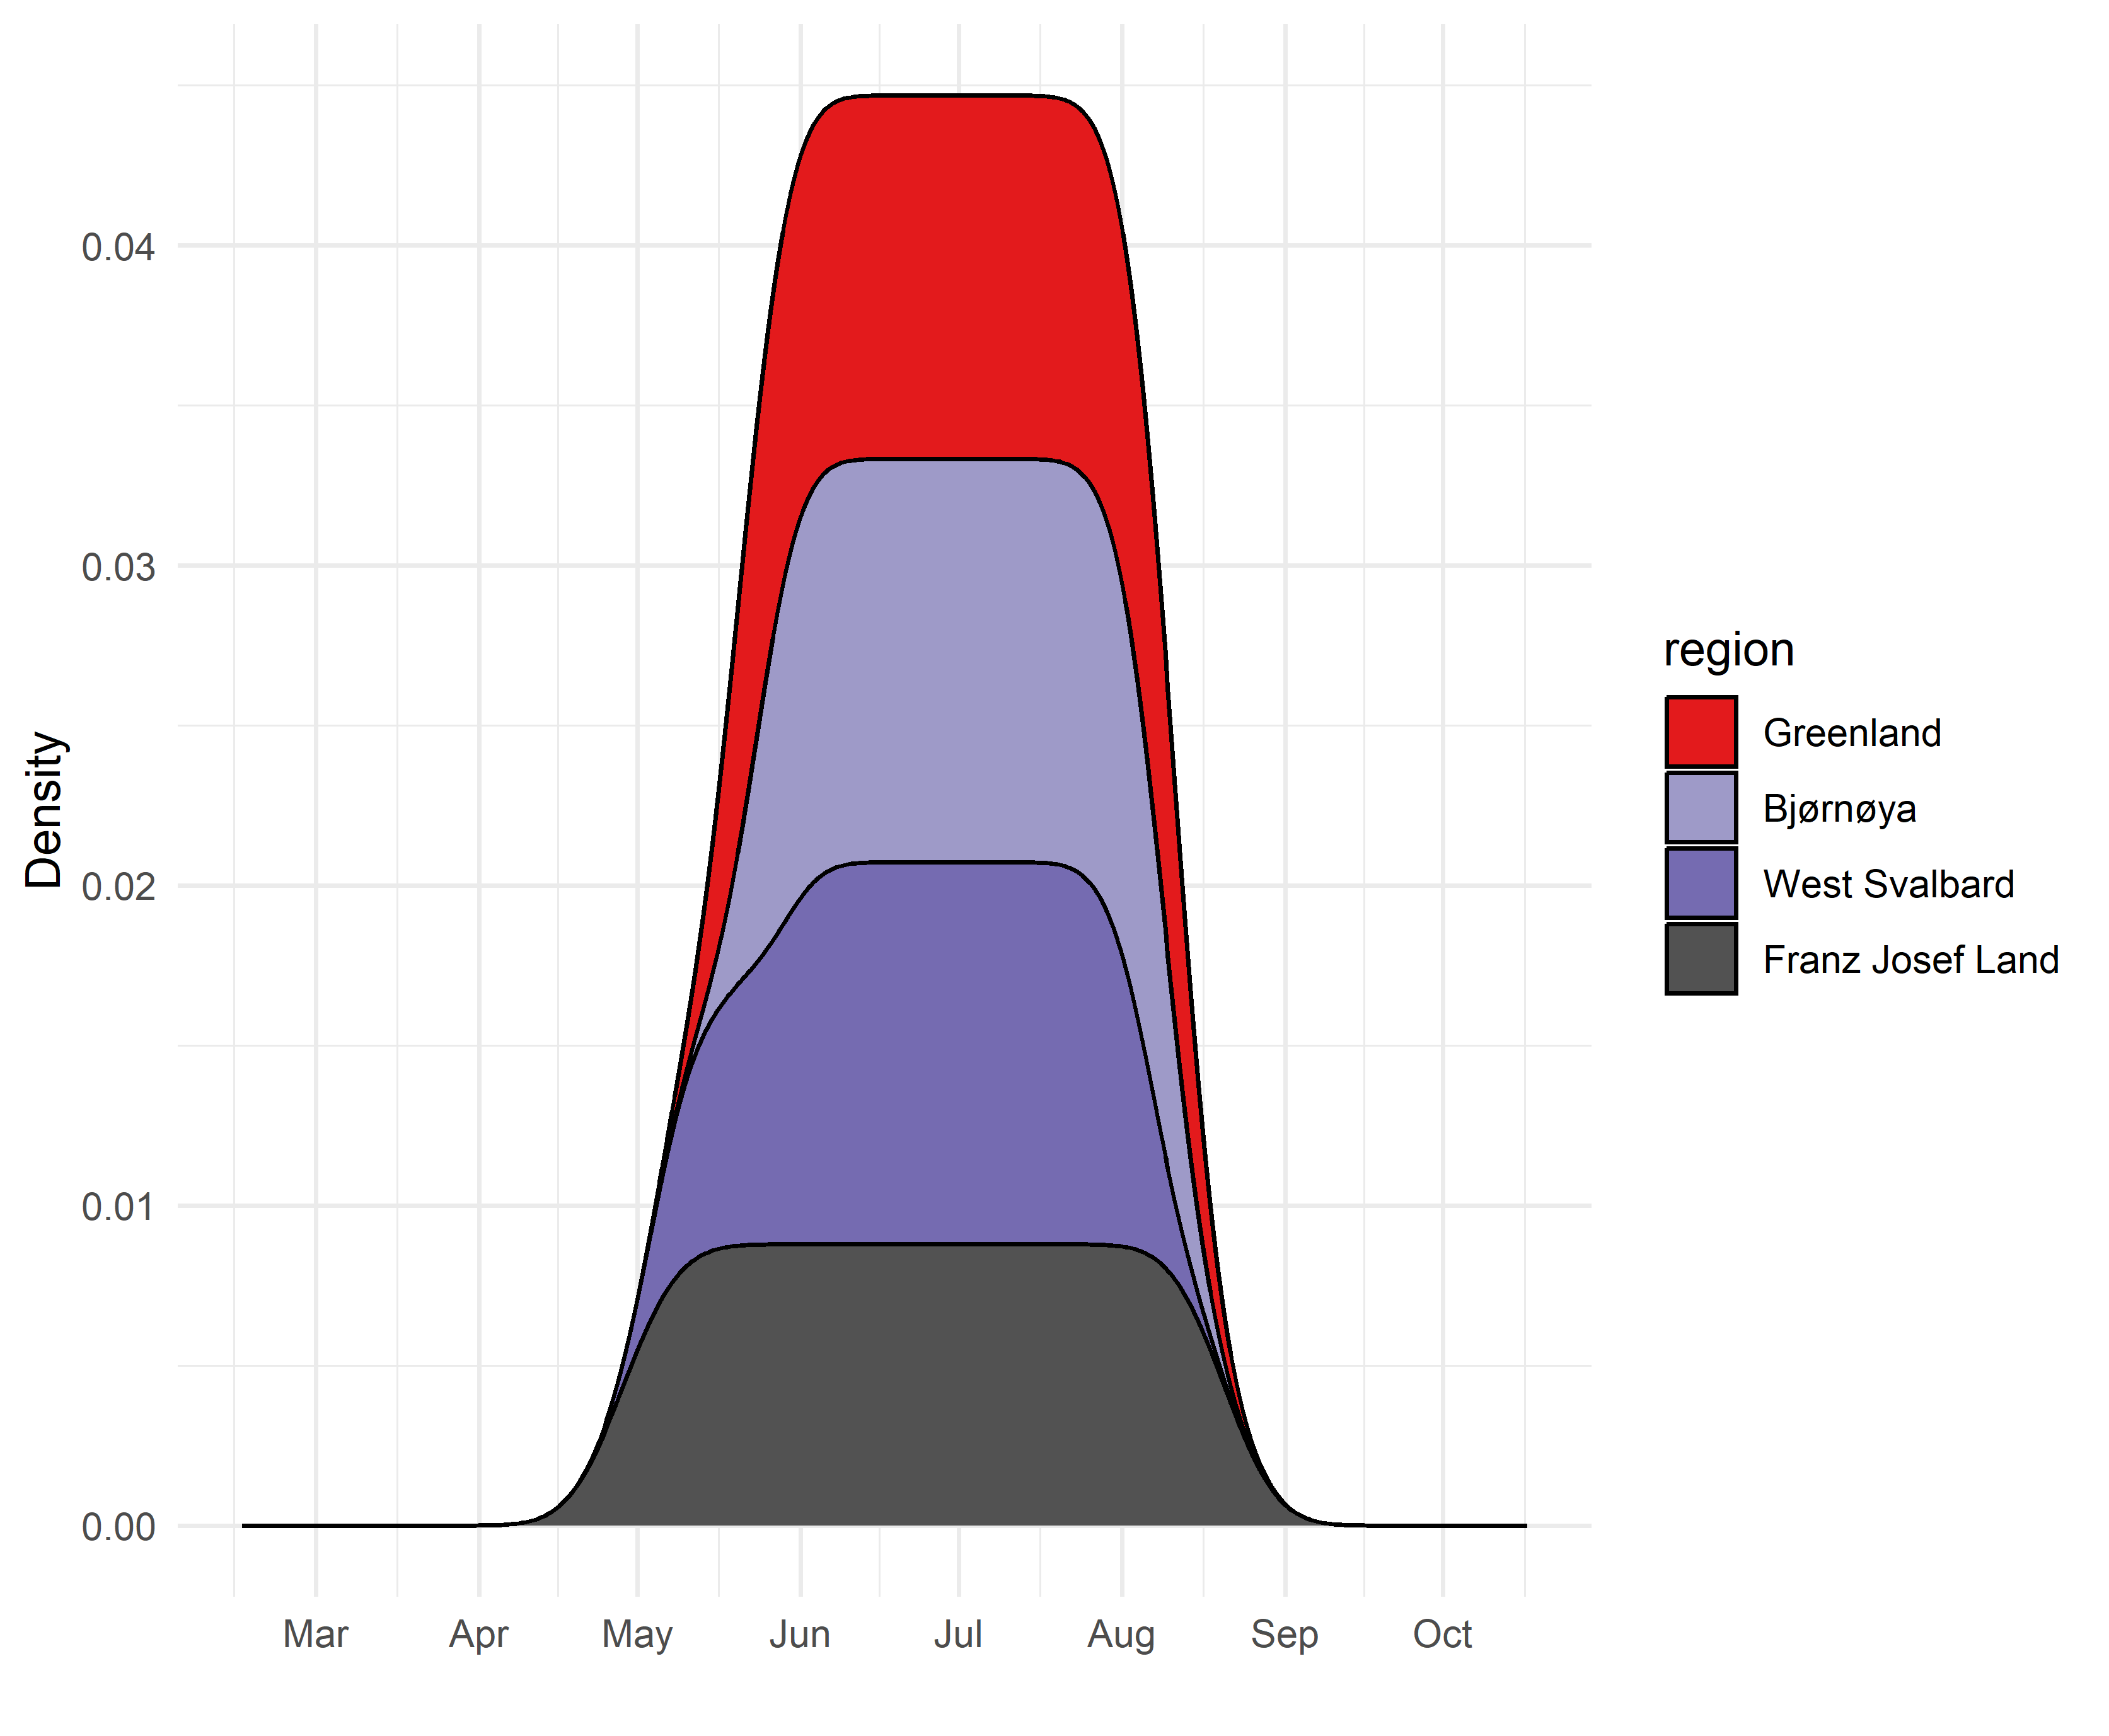 Density
0.04
0.03
0.02
0.01
0.00
Mar Apr May Jun Jul Aug Sep Oct
region
Greenland
Bjørnøya
West Svalbard
Franz Josef Land